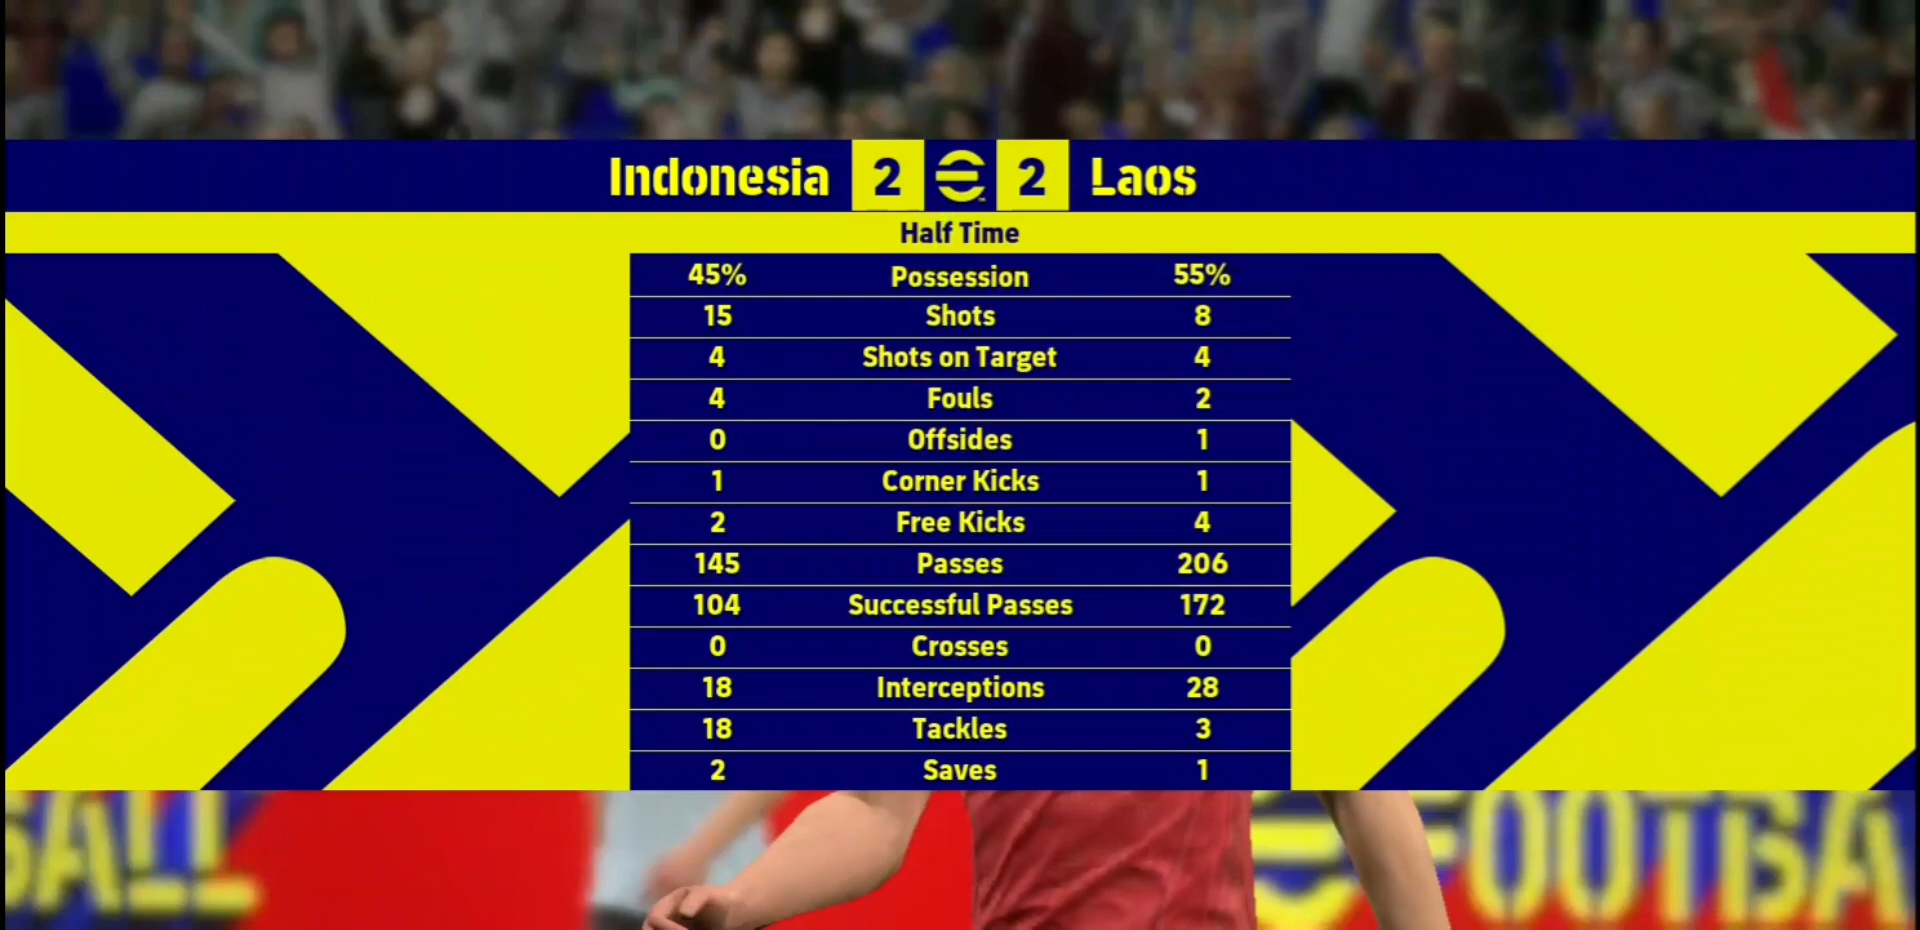 Indonesia 2 2 Laos
Half Time
45% Possession 55%
15 Shots 8
4 Shots on Target 4
4 Fouls 2
0 Offsides 1
1 Corner Kicks 1
2 Free Kicks 4
145 Passes 206
104 Successful Passes 172
0 Crosses 0
18 Interceptions 28
18 Tackles 3
2 Saves 1
BALL FOOTBA